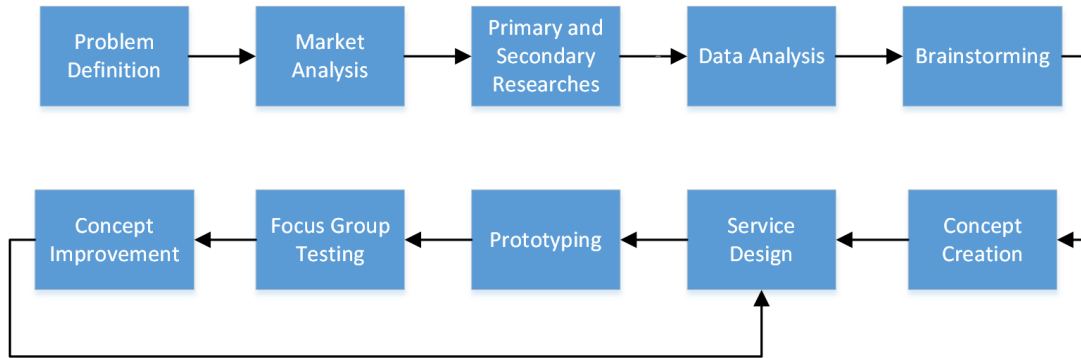 Problem
Definition
Market
Analysis
Primary and
Secondary
Researches
Data Analysis
Brainstorming
Concept
Improvement
Focus Group
Testing
Prototyping
Service
Design
Concept
Creation